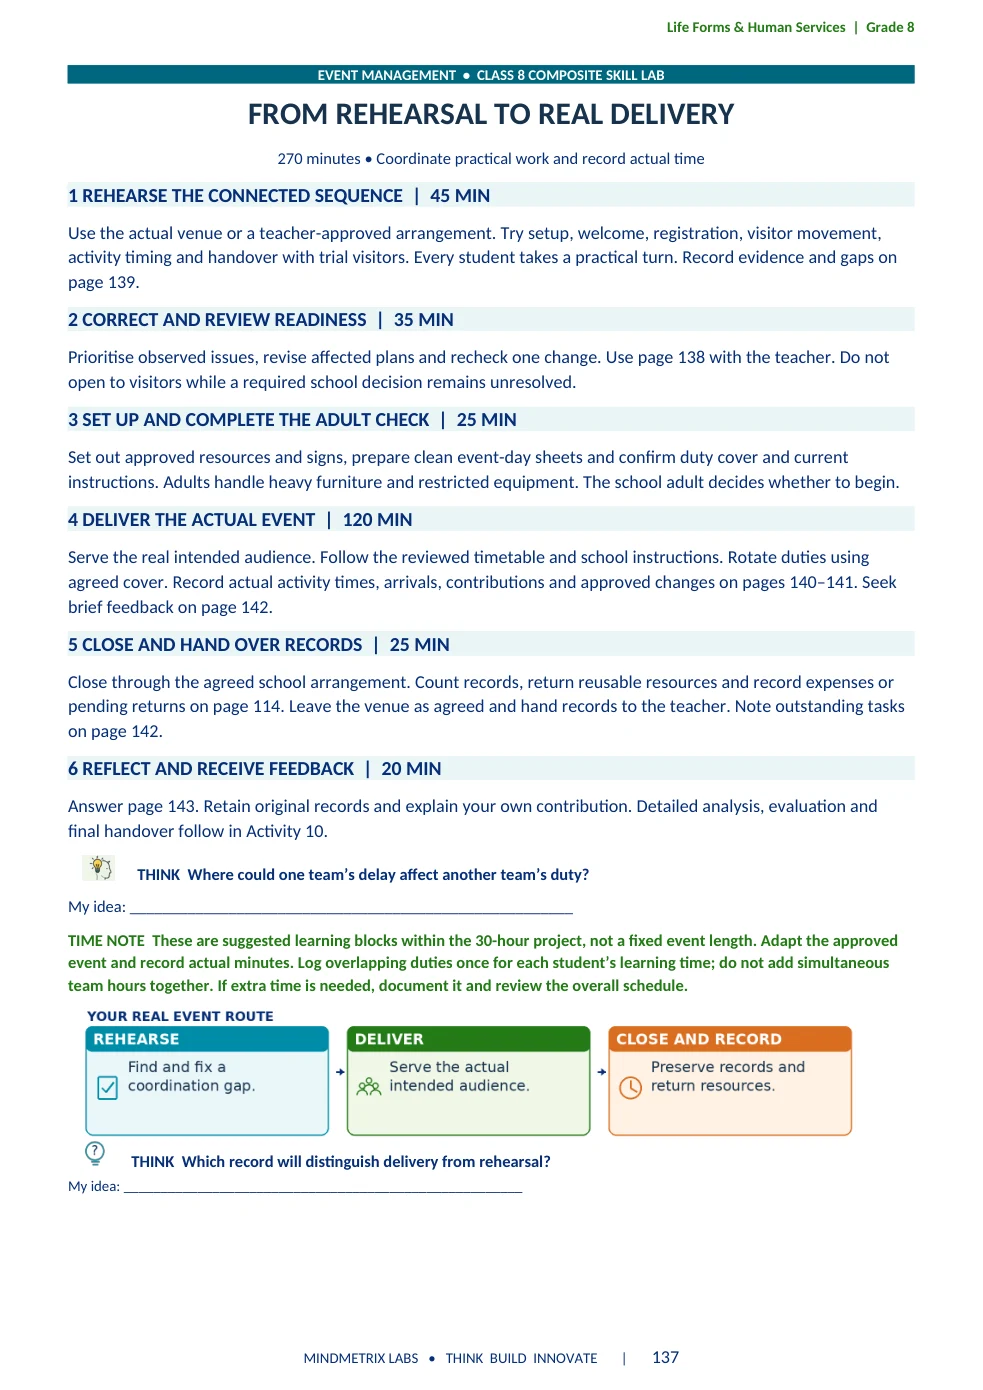 Life Forms & Human Services | Grade 8
EVENT MANAGEMENT ● CLASS 8 COMPOSITE SKILL LAB
FROM REHEARSAL TO REAL DELIVERY
270 minutes ● Coordinate practical work and record actual time
1 REHEARSE THE CONNECTED SEQUENCE | 45 MIN
Use the actual venue or a teacher-approved arrangement. Try setup, welcome, registration, visitor movement,
activity timing and handover with trial visitors. Every student takes a practical turn. Record evidence and gaps on
page 139.
2 CORRECT AND REVIEW READINESS | 35 MIN
Prioritise observed issues, revise affected plans and recheck one change. Use page 138 with the teacher. Do not
open to visitors while a required school decision remains unresolved.
3 SET UP AND COMPLETE THE ADULT CHECK | 25 MIN
Set out approved resources and signs, prepare clean event-day sheets and confirm duty cover and current
instructions. Adults handle heavy furniture and restricted equipment. The school adult decides whether to begin.
4 DELIVER THE ACTUAL EVENT | 120 MIN
Serve the real intended audience. Follow the reviewed timetable and school instructions. Rotate duties using
agreed cover. Record actual activity times, arrivals, contributions and approved changes on pages 140–141. Seek
brief feedback on page 142.
5 CLOSE AND HAND OVER RECORDS | 25 MIN
Close through the agreed school arrangement. Count records, return reusable resources and record expenses or
pending returns on page 114. Leave the venue as agreed and hand records to the teacher. Note outstanding tasks
on page 142.
6 REFLECT AND RECEIVE FEEDBACK | 20 MIN
Answer page 143. Retain original records and explain your own contribution. Detailed analysis, evaluation and
final handover follow in Activity 10.
THINK Where could one team’s delay affect another team’s duty?
My idea: ____________________________________________________
TIME NOTE These are suggested learning blocks within the 30-hour project, not a fixed event length. Adapt the approved
event and record actual minutes. Log overlapping duties once for each student’s learning time; do not add simultaneous
team hours together. If extra time is needed, document it and review the overall schedule.
YOUR REAL EVENT ROUTE
REHEARSE
Find and fix a
coordination gap.
DELIVER
Serve the actual
intended audience.
CLOSE AND RECORD
Preserve records and
return resources.
THINK Which record will distinguish delivery from rehearsal?
My idea: ____________________________________________________
MINDMETRIX LABS ● THINK BUILD INNOVATE | 137